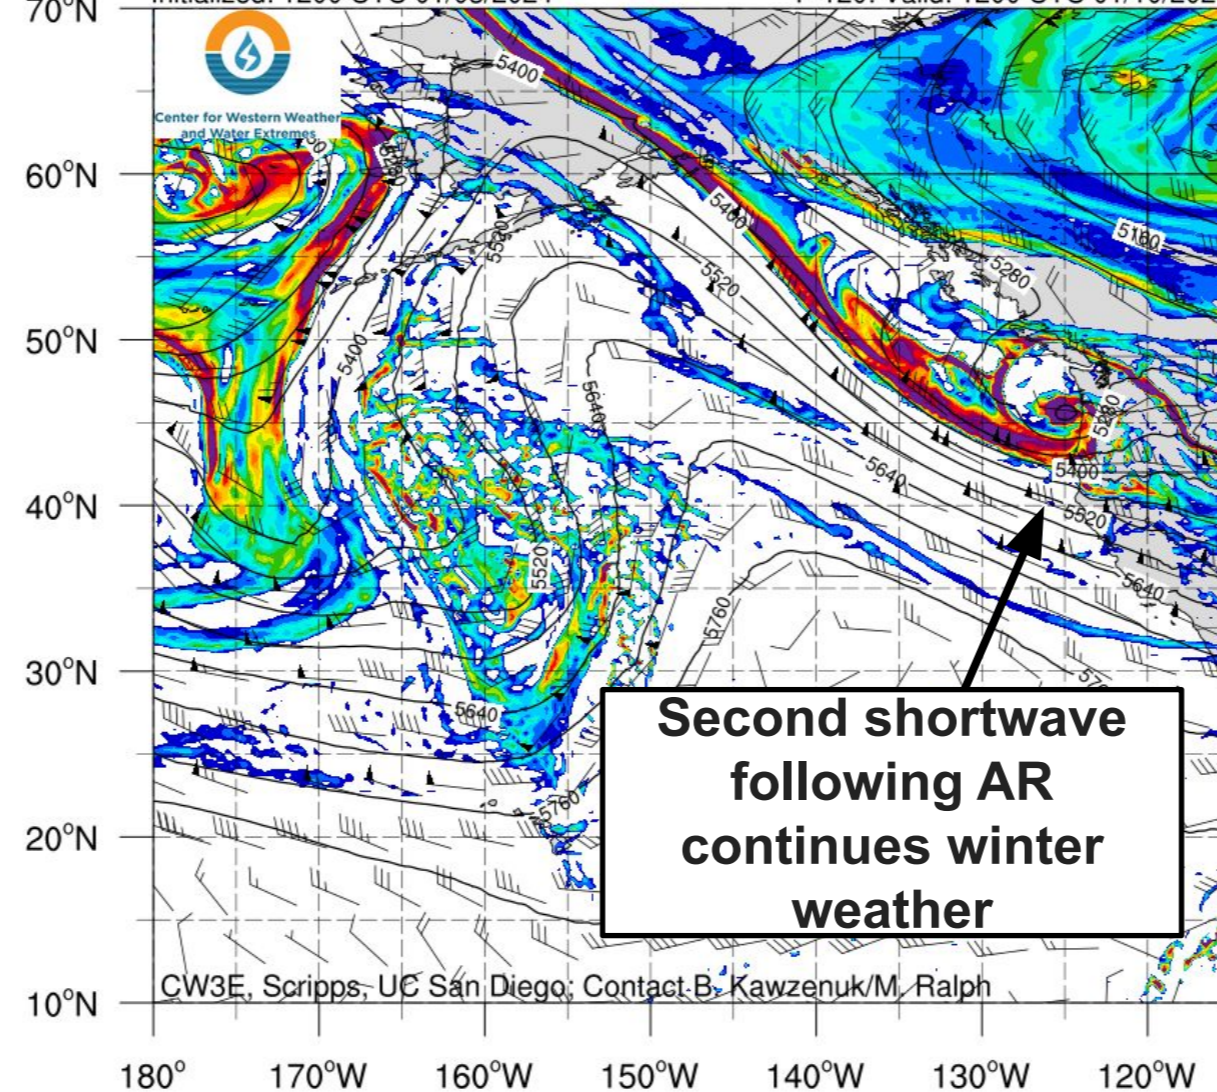 70°N
Center for Western Weather
and Water Extremes
5400
60°N
5400
5160
5520
5520
5280
50°N
5400
5640
5280
5640
5400
40°N
5520
5520
5640
5760
30°N
5640
5760
Second shortwave
following AR
continues winter
weather
20°N
CW3E, Scripps, UC San Diego; Contact B. Kawzenuk/M. Ralph
10°N
180° 170°W 160°W 150°W 140°W 130°W 120°W